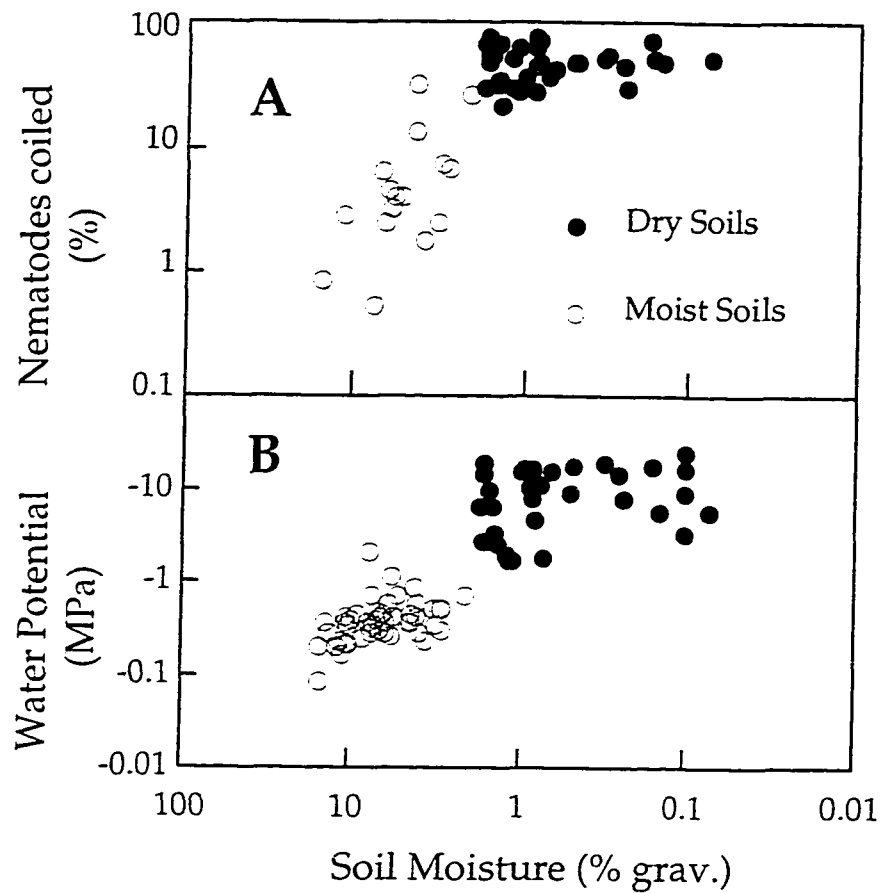 100
A
10
1
0.1
Nematodes coiled
(%)
Dry Soils
Moist Soils
B
-10
-1
-0.1
-0.01
Water Potential
(MPa)
100 10 1 0.1 0.01
Soil Moisture (% grav.)